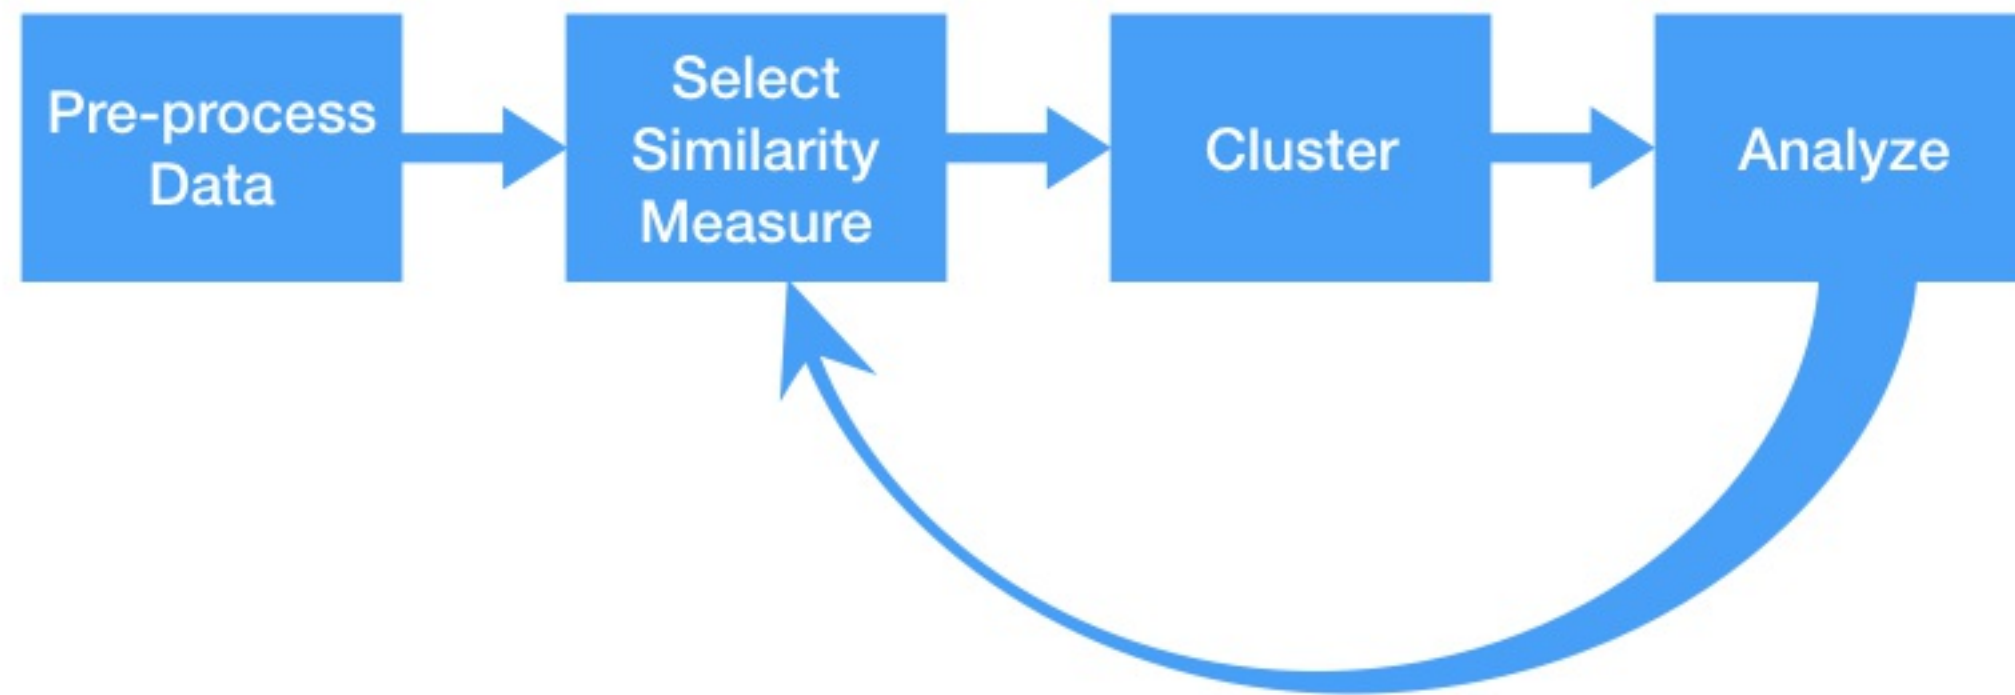 Pre-process
Data
Select
Similarity
Measure
Cluster
Analyze